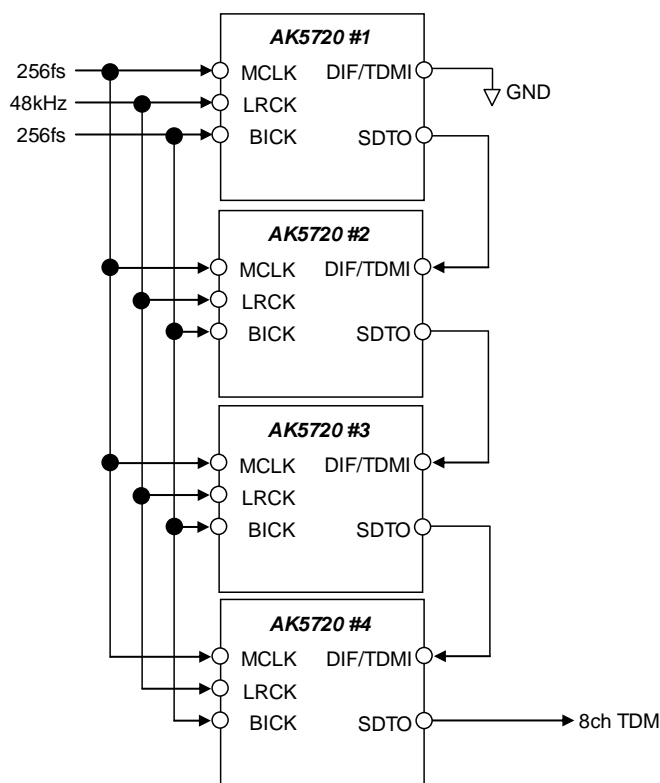 AK5720 #1
256fs
MCLK
DIF/TDMI
GND
48kHz
LRCK
256fs
BICK
SDTO
AK5720 #2
MCLK
DIF/TDMI
LRCK
BICK
SDTO
AK5720 #3
MCLK
DIF/TDMI
LRCK
BICK
SDTO
AK5720 #4
MCLK
DIF/TDMI
LRCK
BICK
SDTO
8ch TDM